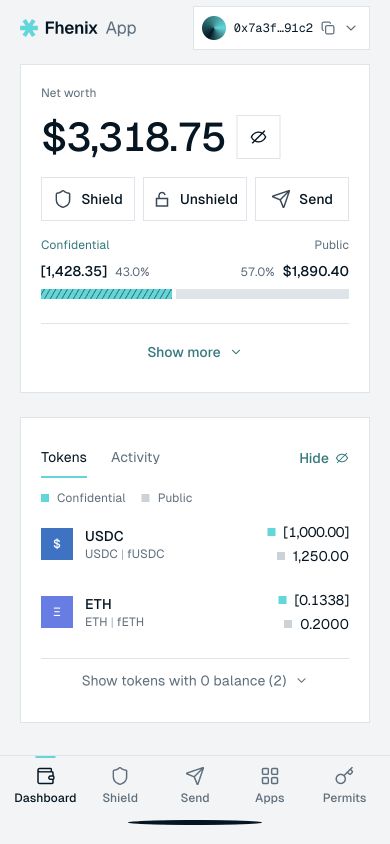 Fhenix App
0x7a3f…91c2
Net worth
$3,318.75
Shield
Unshield
Send
Confidential Public
[1,428.35] 43.0% 57.0% $1,890.40
Show more
Tokens Activity Hide
Confidential Public
$ USDC [1,000.00]
USDC | fUSDC 1,250.00
Ξ ETH [0.1338]
ETH | fETH 0.2000
Show tokens with 0 balance (2)
Dashboard Shield Send Apps Permits